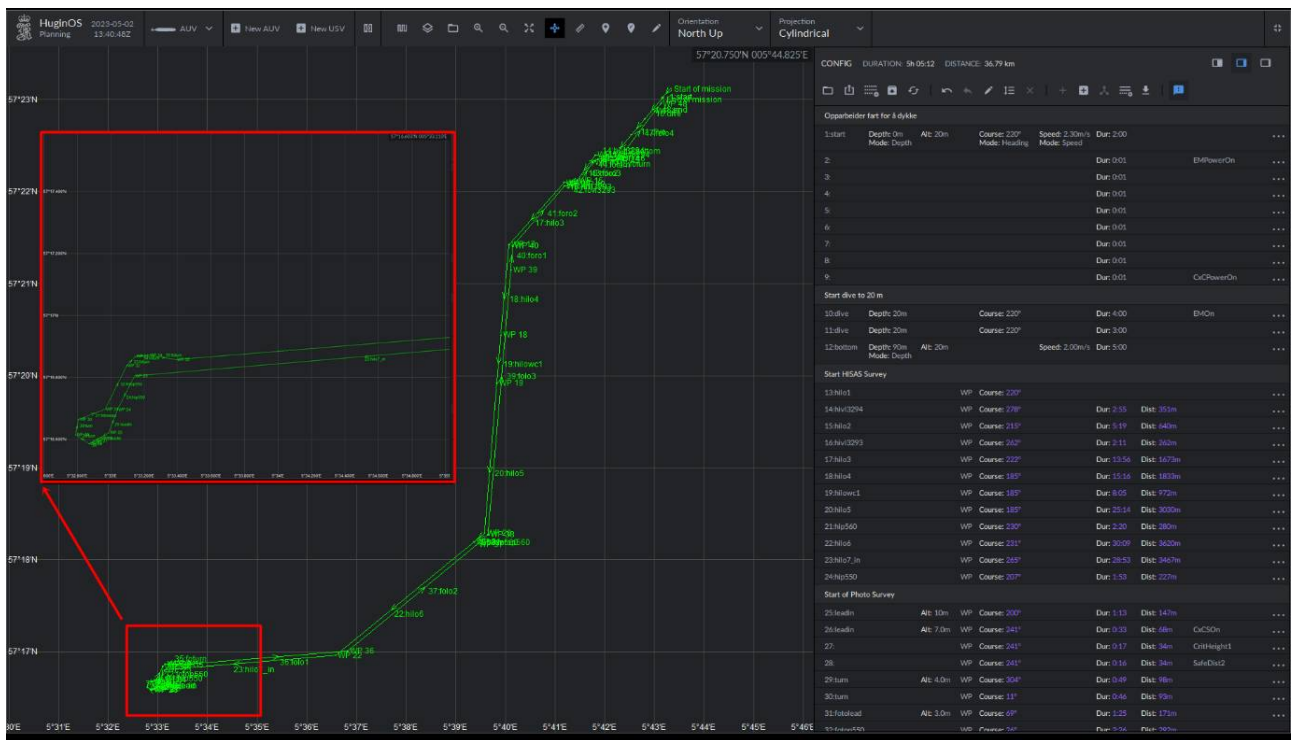 HuginOS 2023-05-02
Planning 13:40:48Z
AUV
New AUV
New USV
Orientation
North Up
Projection
Cylindrical
57°20.750'N 005°44.825'E
CONFIG DURATION: 5h 05:12 DISTANCE: 36.79 km
Opparbeider fart for å dykke
1:start Depth: 0m Alt: 20m Course: 220° Speed: 2.30m/s Dur: 2:00
Mode: Depth Mode: Heading Mode: Speed
2: Dur: 0:01 EMPowerOn
3: Dur: 0:01
4: Dur: 0:01
5: Dur: 0:01
6: Dur: 0:01
7: Dur: 0:01
8: Dur: 0:01
9: Dur: 0:01 CxCPowerOn
Start dive to 20 m
10:dive Depth: 20m Course: 220° Dur: 4:00 EMOn
11:dive Depth: 20m Course: 220° Dur: 3:00
12:bottom Depth: 90m Alt: 20m Speed: 2.00m/s Dur: 5:00
Mode: Depth
Start HISAS Survey
13:hilo1 WP Course: 220°
14:hivl3294 WP Course: 278° Dur: 2:55 Dist: 351m
15:hilo2 WP Course: 215° Dur: 5:19 Dist: 640m
16:hivl3293 WP Course: 262° Dur: 2:11 Dist: 262m
17:hilo3 WP Course: 222° Dur: 13:56 Dist: 1673m
18:hilo4 WP Course: 185° Dur: 15:16 Dist: 1833m
19:hilowc1 WP Course: 185° Dur: 8:05 Dist: 972m
20:hilo5 WP Course: 185° Dur: 25:14 Dist: 3030m
21:hip560 WP Course: 230° Dur: 2:20 Dist: 280m
22:hilo6 WP Course: 231° Dur: 30:09 Dist: 3620m
23:hilo7_in WP Course: 265° Dur: 28:53 Dist: 3467m
24:hip550 WP Course: 207° Dur: 1:53 Dist: 227m
Start of Photo Survey
25:leadin Alt: 10m WP Course: 200° Dur: 1:13 Dist: 147m
26:leadin Alt: 7.0m WP Course: 241° Dur: 0:33 Dist: 68m CxCSOn
27: WP Course: 241° Dur: 0:17 Dist: 34m CritHeight1
28: WP Course: 241° Dur: 0:16 Dist: 34m SafeDist2
29:turn Alt: 4.0m WP Course: 304° Dur: 0:49 Dist: 98m
30:turn WP Course: 11° Dur: 0:46 Dist: 93m
31:fotolead Alt: 3.0m WP Course: 69° Dur: 1:25 Dist: 171m
Start of mission
41:foro2
17:hilo3
40:foro1
WP 39
18:hilo4
WP 18
19:hilowc1
39:folo3
WP 19
20:hilo5
37:folo2
22:hilo6
36:folo1
57°23'N
57°22'N
57°21'N
57°20'N
57°19'N
57°18'N
57°17'N
5°31'E
5°32'E
5°33'E
5°34'E
5°35'E
5°36'E
5°37'E
5°38'E
5°39'E
5°40'E
5°41'E
5°42'E
5°43'E
5°44'E
5°45'E
5°46'E